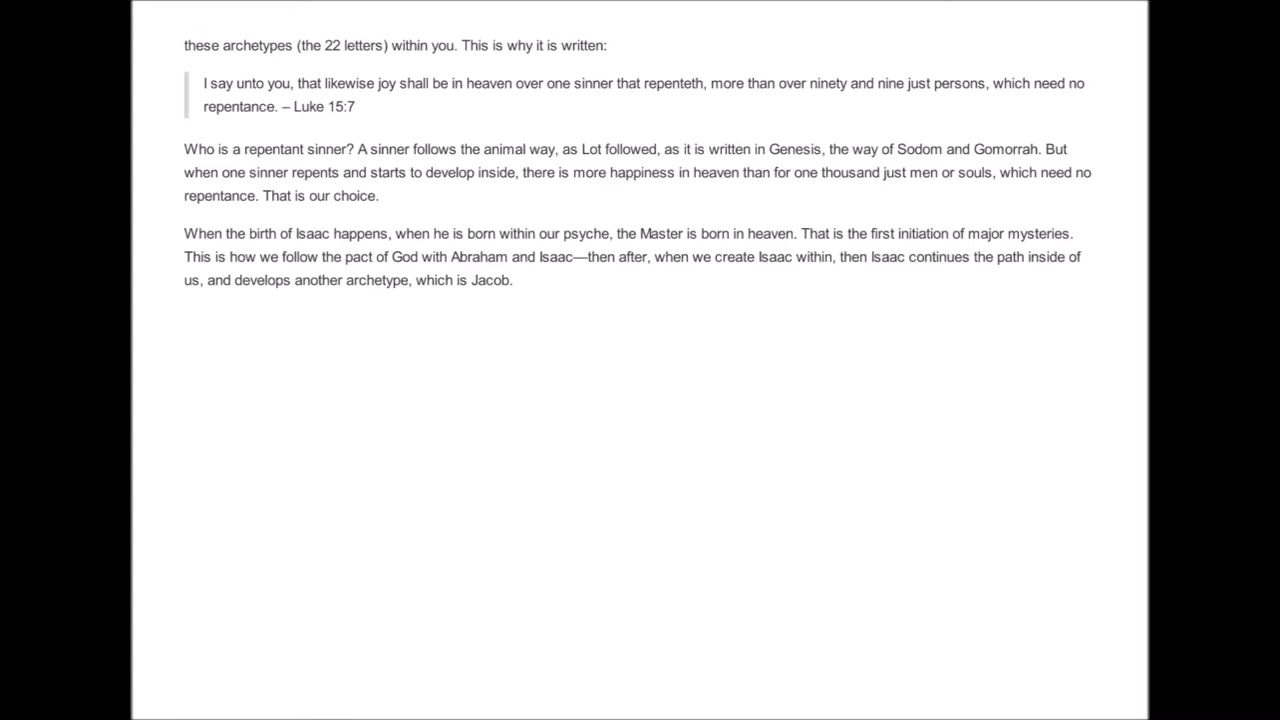 these archetypes (the 22 letters) within you. This is why it is written:
I say unto you, that likewise joy shall be in heaven over one sinner that repenteth, more than over ninety and nine just persons, which need no
repentance. – Luke 15:7
Who is a repentant sinner? A sinner follows the animal way, as Lot followed, as it is written in Genesis, the way of Sodom and Gomorrah. But
when one sinner repents and starts to develop inside, there is more happiness in heaven than for one thousand just men or souls, which need no
repentance. That is our choice.
When the birth of Isaac happens, when he is born within our psyche, the Master is born in heaven. That is the first initiation of major mysteries.
This is how we follow the pact of God with Abraham and Isaac—then after, when we create Isaac within, then Isaac continues the path inside of
us, and develops another archetype, which is Jacob.